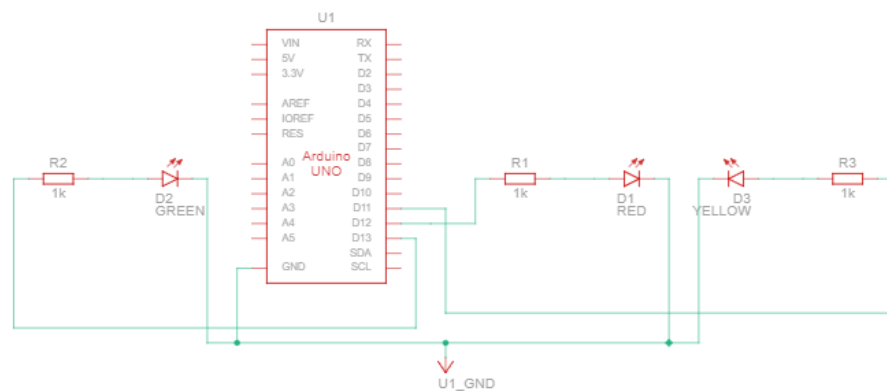 U1
VIN RX
5V TX
3.3V D2
D3
AREF D4
IOREF D5
RES D6
D7
Arduino
UNO
A0 D8
A1 D9
A2 D10
A3 D11
A4 D12
A5 D13
SDA
GND SCL
R2
1k
D2
GREEN
R1
1k
D1
RED
D3
YELLOW
R3
1k
U1_GND